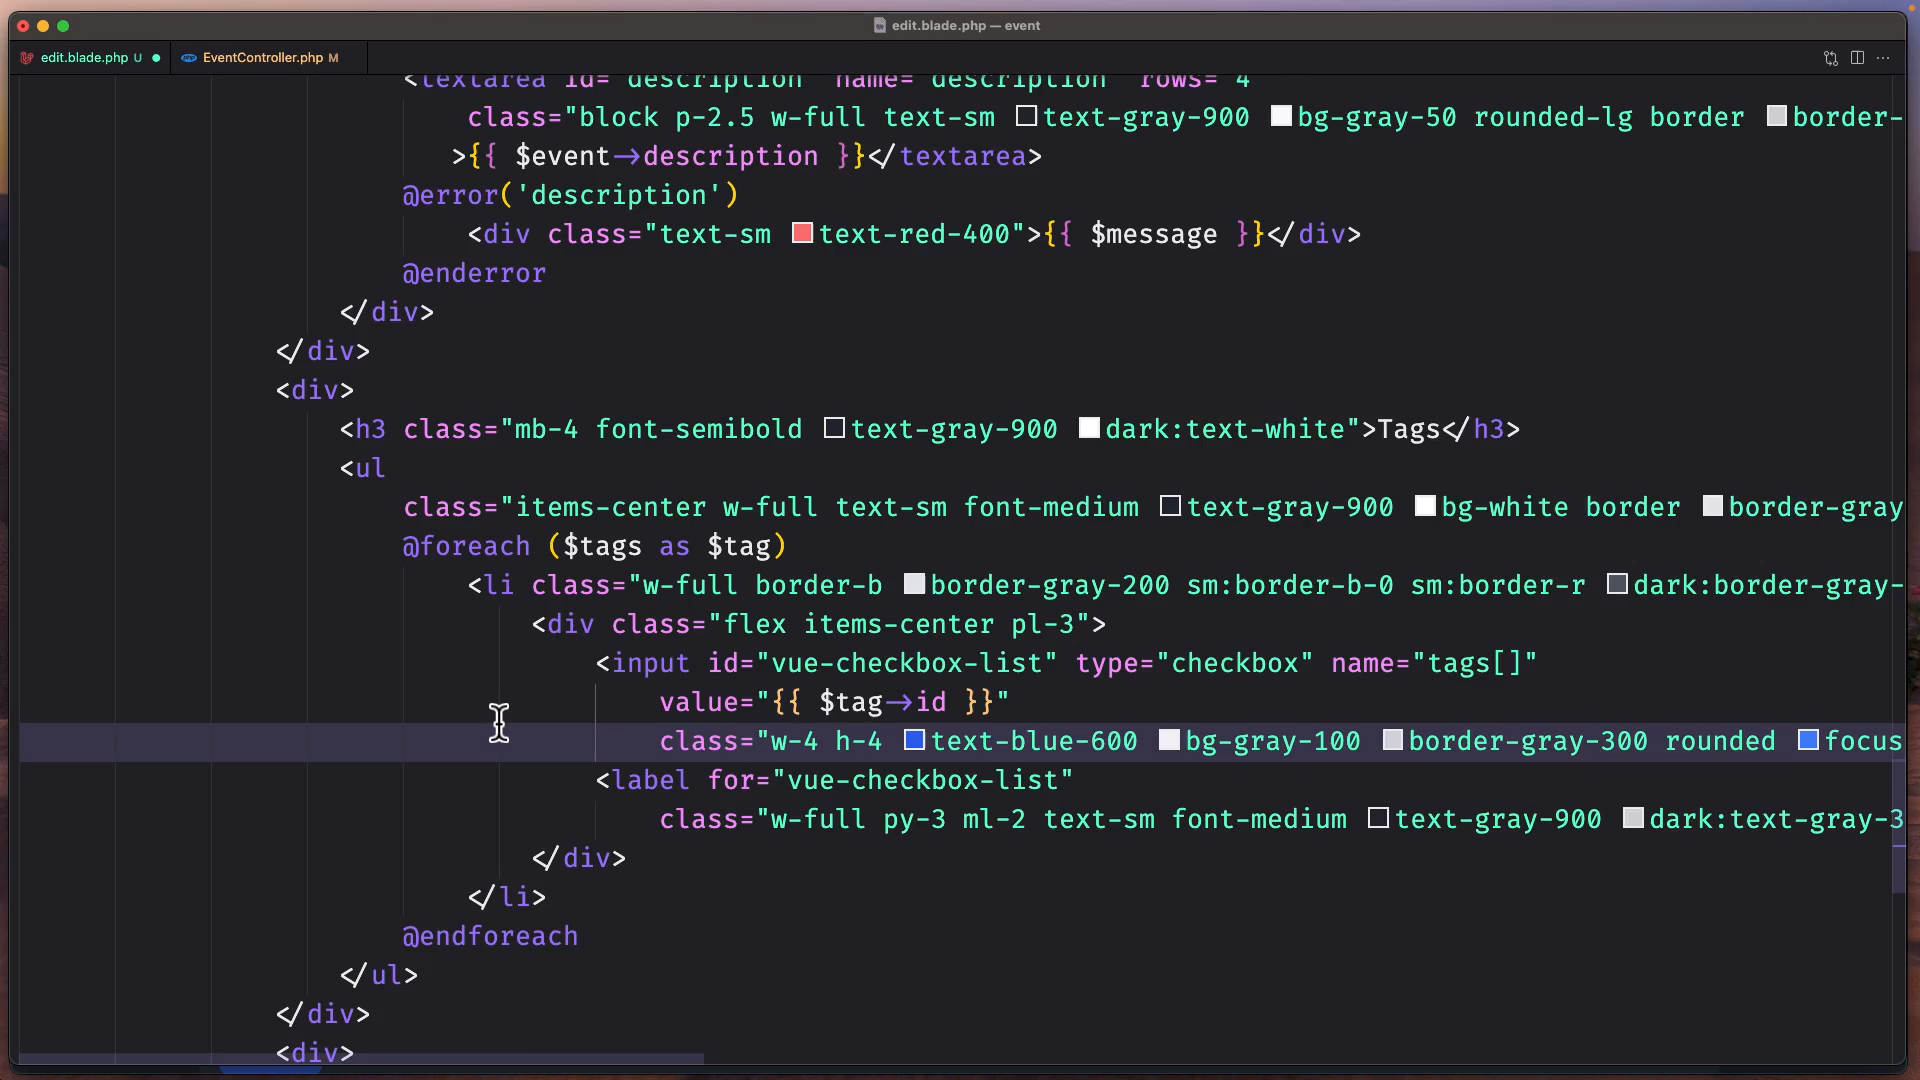 edit.blade.php — event
edit.blade.php U ● EventController.php M ...
<textarea id="description" name="description" rows="4
class="block p-2.5 w-full text-sm text-gray-900 bg-gray-50 rounded-lg border border-
>{{ $event->description }}</textarea>
@error('description')
<div class="text-sm text-red-400">{{ $message }}</div>
@enderror
</div>
</div>
<div>
<h3 class="mb-4 font-semibold text-gray-900 dark:text-white">Tags</h3>
<ul
class="items-center w-full text-sm font-medium text-gray-900 bg-white border border-gray
@foreach ($tags as $tag)
<li class="w-full border-b border-gray-200 sm:border-b-0 sm:border-r dark:border-gray-
<div class="flex items-center pl-3">
<input id="vue-checkbox-list" type="checkbox" name="tags[]"
value="{{ $tag->id }}"
class="w-4 h-4 text-blue-600 bg-gray-100 border-gray-300 rounded focus
<label for="vue-checkbox-list"
class="w-full py-3 ml-2 text-sm font-medium text-gray-900 dark:text-gray-3
</div>
</li>
@endforeach
</ul>
</div>
<div>